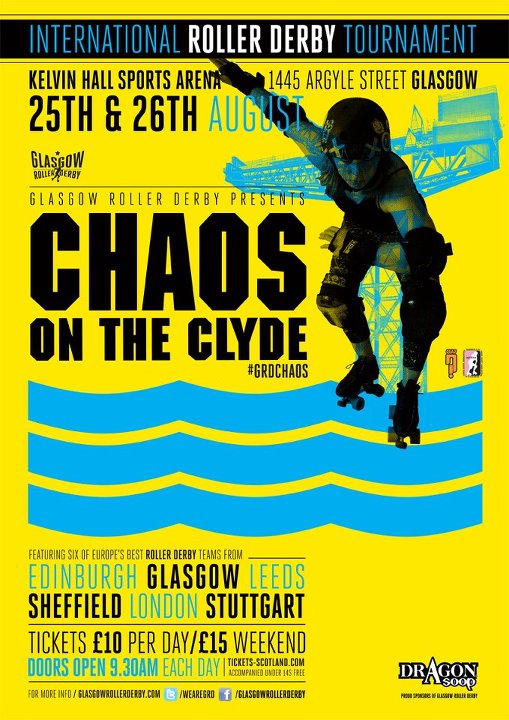 INTERNATIONAL ROLLER DERBY TOURNAMENT
KELVIN HALL SPORTS ARENA 1445 ARGYLE STREET GLASGOW
25TH & 26TH AUGUST
GLASGOW
ROLLER DERBY
GLASGOW ROLLER DERBY PRESENTS
CHAOS
ON THE CLYDE
#GRDCHAOS
FEATURING SIX OF EUROPE'S BEST ROLLER DERBY TEAMS FROM
EDINBURGH GLASGOW LEEDS
SHEFFIELD LONDON STUTTGART
TICKETS £10 PER DAY/£15 WEEKEND
DOORS OPEN 9.30AM EACH DAY
TICKETS-SCOTLAND.COM
ACCOMPANIED UNDER 14S FREE
FOR MORE INFO / GLASGOWROLLERDERBY.COM /WEAREGRD /GLASGOWROLLERDERBY
DRAGON
soop
PROUD SPONSORS OF GLASGOW ROLLER DERBY